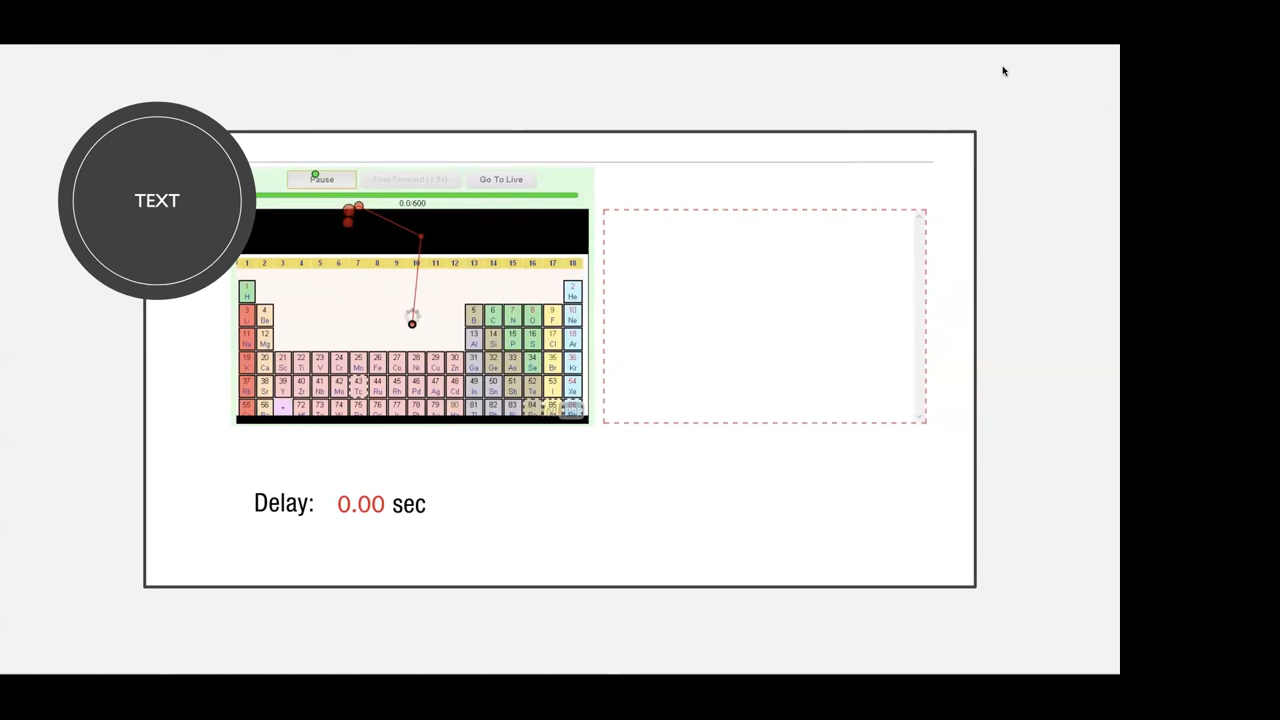 TEXT
Pause Fast Forward (1.5x) Go To Live
0.0/600
1 2 3 4 5 6 7 8 9 10 11 12 13 14 15 16 17 18
1 2
H He
3 4 5 6 7 8 9 10
Li Be B C N O F Ne
11 12 13 14 15 16 17 18
Na Mg Al Si P S Cl Ar
19 20 21 22 23 24 25 26 27 28 29 30 31 32 33 34 35 36
K Ca Sc Ti V Cr Mn Fe Co Ni Cu Zn Ga Ge As Se Br Kr
37 38 39 40 41 42 43 44 45 46 47 48 49 50 51 52 53 54
Rb Sr Y Zr Nb Mo Tc Ru Rh Pd Ag Cd In Sn Sb Te I Xe
55 56 * 72 73 74 75 76 77 78 79 80 81 82 83 84 85 86
Delay: 0.00 sec